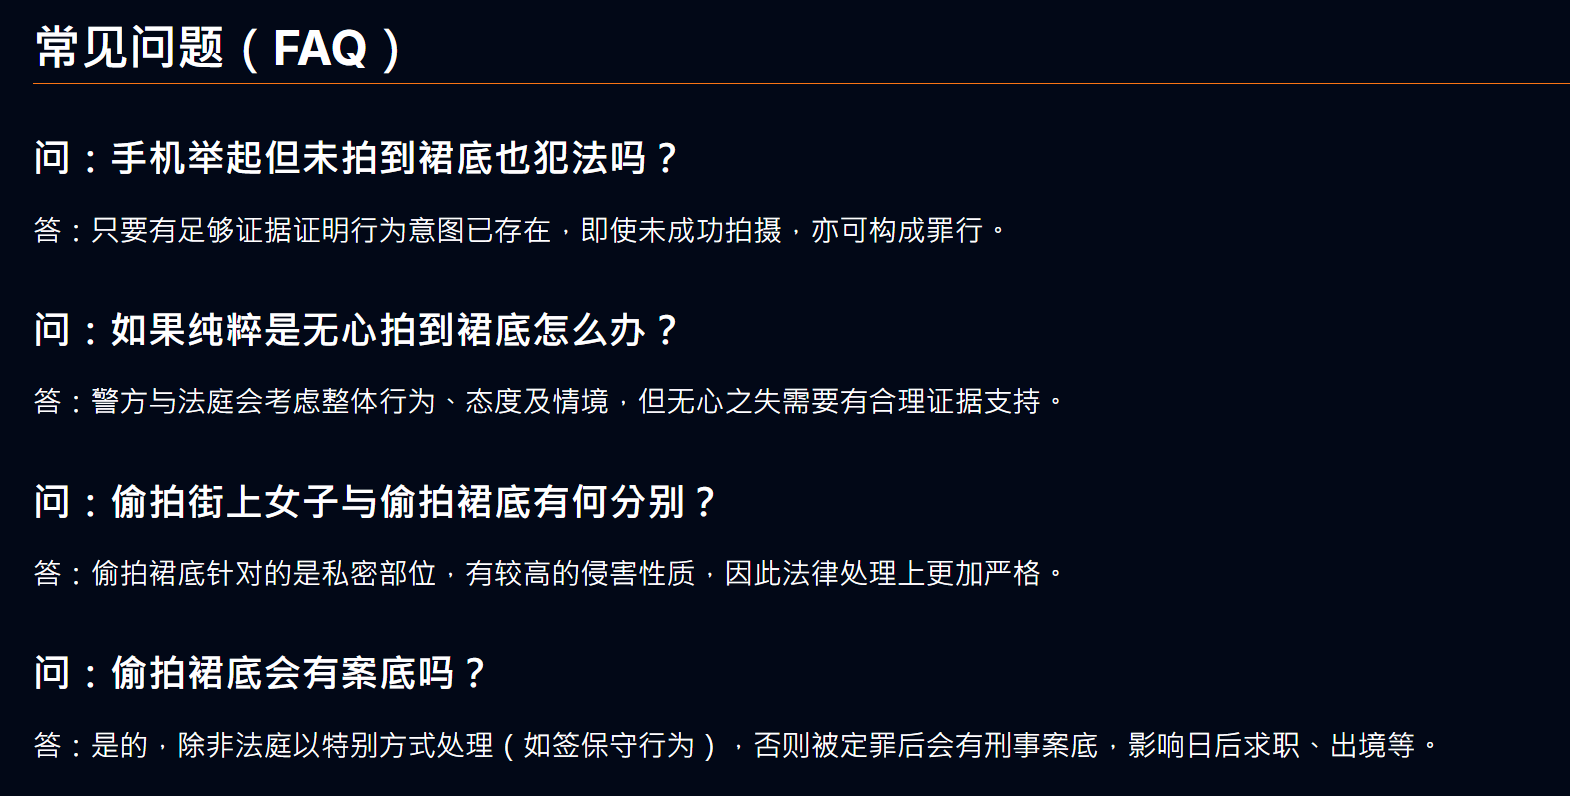 常见问题（FAQ）
问：手机举起但未拍到裙底也犯法吗？
答：只要有足够证据证明行为意图已存在，即使未成功拍摄，亦可构成罪行。
问：如果纯粹是无心拍到裙底怎么办？
答：警方与法庭会考虑整体行为、态度及情境，但无心之失需要有合理证据支持。
问：偷拍街上女子与偷拍裙底有何分别？
答：偷拍裙底针对的是私密部位，有较高的侵害性质，因此法律处理上更加严格。
问：偷拍裙底会有案底吗？
答：是的，除非法庭以特别方式处理（如签保守行为），否则被定罪后会有刑事案底，影响日后求职、出境等。